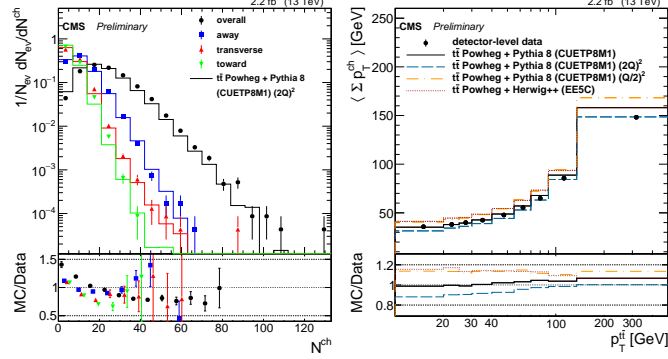 2.2 fb (13 TeV)
CMS Preliminary
overall
away
transverse
toward
tt̄ Powheg + Pythia 8
(CUETP8M1) (2Q)²
1/N_ev dN_ev/dN^ch
1
10⁻¹
10⁻²
10⁻³
10⁻⁴
MC/Data
1.5
1
0.5
0 20 40 60 80 100 120
N^ch
2.2 fb (13 TeV)
CMS Preliminary
detector-level data
tt̄ Powheg + Pythia 8 (CUETP8M1)
tt̄ Powheg + Pythia 8 (CUETP8M1) (2Q)²
tt̄ Powheg + Pythia 8 (CUETP8M1) (Q/2)²
tt̄ Powheg + Herwig++ (EE5C)
⟨ Σ p_T^ch ⟩ [GeV]
250
200
150
100
50
MC/Data
1.2
1
0.8
20 30 40 100 200 300
p_T^tt̄ [GeV]